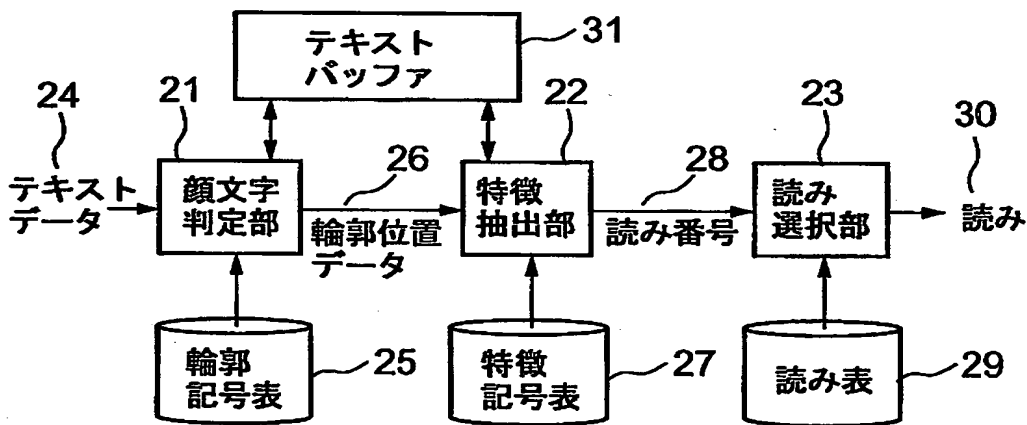 テキスト
バッファ
31
24
テキスト
データ
21
顔文字
判定部
26
輪郭位置
データ
22
特徴
抽出部
28
読み番号
23
読み
選択部
30
読み
輪郭
記号表
25
特徴
記号表
27
読み表
29